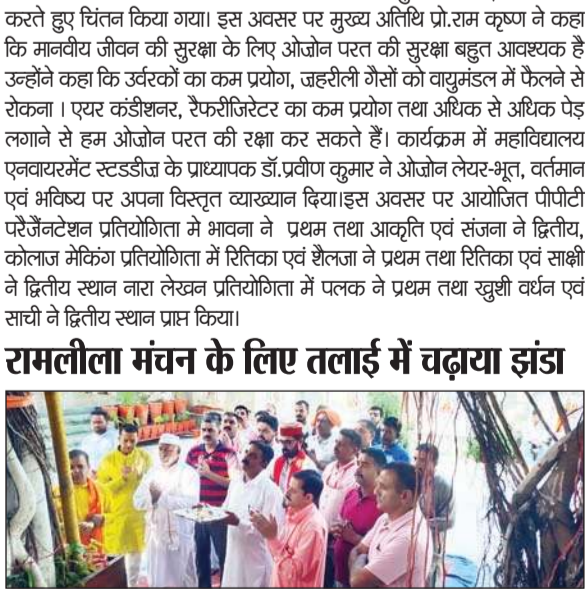 करते हुए चिंतन किया गया। इस अवसर पर मुख्य अतिथि प्रो.राम कृष्ण ने कहा
कि मानवीय जीवन की सुरक्षा के लिए ओजोन परत की सुरक्षा बहुत आवश्यक है
उन्होंने कहा कि उर्वरकों का कम प्रयोग, जहरीली गैसों को वायुमंडल में फैलने से
रोकना । एयर कंडीशनर, रैफरीजिरेटर का कम प्रयोग तथा अधिक से अधिक पेड़
लगाने से हम ओजोन परत की रक्षा कर सकते हैं। कार्यक्रम में महाविद्यालय
एनवायरमेंट स्टडडीज़ के प्राध्यापक डॉ.प्रवीण कुमार ने ओजोन लेयर-भूत, वर्तमान
एवं भविष्य पर अपना विस्तृत व्याख्यान दिया।इस अवसर पर आयोजित पीपीटी
परैजैंनटेशन प्रतियोगिता मे भावना ने प्रथम तथा आकृति एवं संजना ने द्वितीय,
कोलाज मेकिंग प्रतियोगिता में रितिका एवं शैलजा ने प्रथम तथा रितिका एवं साक्षी
ने द्वितीय स्थान नारा लेखन प्रतियोगिता में पलक ने प्रथम तथा खुशी वर्धन एवं
साची ने द्वितीय स्थान प्राप्त किया।
रामलीला मंचन के लिए तलाई में चढ़ाया झंडा